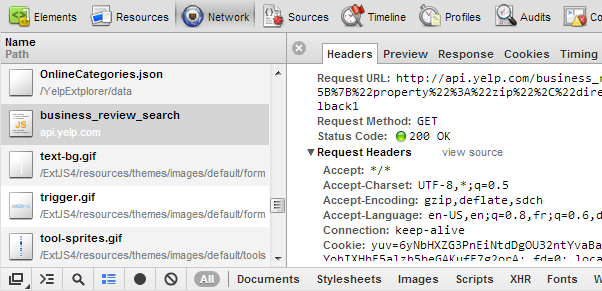 Elements Resources Network Sources Timeline Profiles Audits
Name
Path
Headers Preview Response Cookies Timing
OnlineCategories.json
/YelpExtplorer/data
business_review_search
api.yelp.com
text-bg.gif
/ExtJS4/resources/themes/images/default/form
trigger.gif
/ExtJS4/resources/themes/images/default/form
tool-sprites.gif
/ExtJS4/resources/themes/images/default/tools
Request URL: http://api.yelp.com/business_r
5B%7B%22property%22%3A%22zip%22%2C%22dire
lback1
Request Method: GET
Status Code: 200 OK
Request Headers view source
Accept: */*
Accept-Charset: UTF-8,*;q=0.5
Accept-Encoding: gzip,deflate,sdch
Accept-Language: en-US,en;q=0.8,fr;q=0.6,d
Connection: keep-alive
Cookie: yuv=6yNbHXZG3PnEiNtdDgOU32ntYvaBa
All Documents Stylesheets Images Scripts XHR Fonts